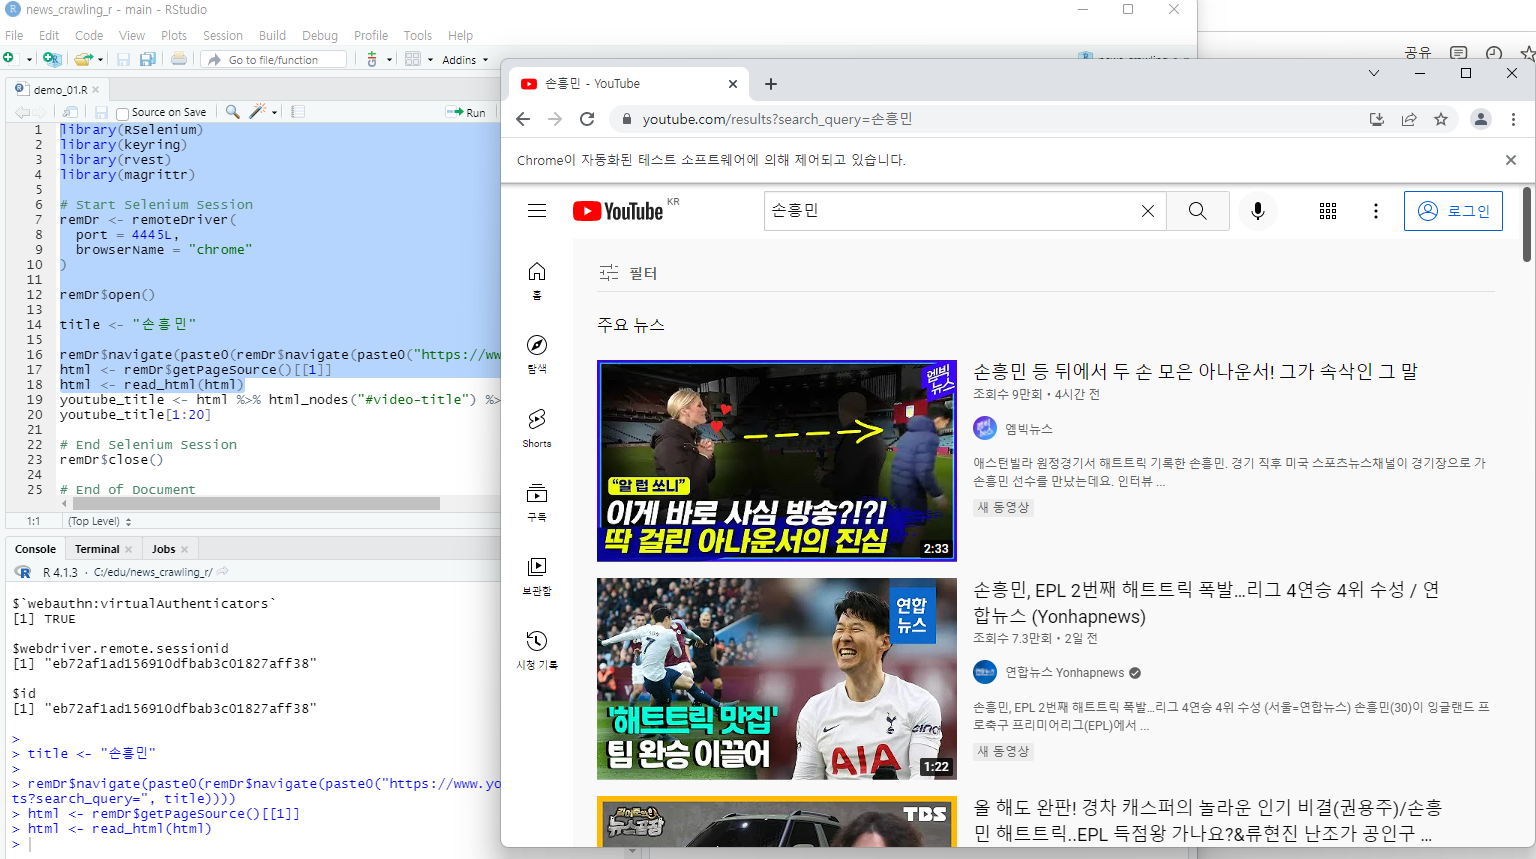 news_crawling_r - main - RStudio
File Edit Code View Plots Session Build Debug Profile Tools Help
Go to file/function
Addins
demo_01.R
Source on Save
Run
1 library(RSelenium)
2 library(keyring)
3 library(rvest)
4 library(magrittr)
5
6 # Start Selenium Session
7 remDr <- remoteDriver(
8 port = 4445L,
9 browserName = "chrome"
10 )
11
12 remDr$open()
13
14 title <- "손흥민"
15
16 remDr$navigate(paste0(remDr$navigate(paste0("https://ww
17 html <- remDr$getPageSource()[[1]]
18 html <- read_html(html)
19 youtube_title <- html %>% html_nodes("#video-title") %>
20 youtube_title[1:20]
21
22 # End Selenium Session
23 remDr$close()
24
25 # End of Document
1:1 (Top Level)
Console Terminal Jobs
R 4.1.3 · C:/edu/news_crawling_r/
$`webauthn:virtualAuthenticators`
[1] TRUE
$webdriver.remote.sessionid
[1] "eb72af1ad156910dfbab3c01827aff38"
$id
[1] "eb72af1ad156910dfbab3c01827aff38"
>
> title <- "손흥민"
>
> remDr$navigate(paste0(remDr$navigate(paste0("https://www.yo
ts?search_query=", title))))
> html <- remDr$getPageSource()[[1]]
> html <- read_html(html)
>
공유
손흥민 - YouTube
youtube.com/results?search_query=손흥민
Chrome이 자동화된 테스트 소프트웨어에 의해 제어되고 있습니다.
YouTube KR
손흥민
로그인
홈
탐색
Shorts
구독
보관함
시청 기록
필터
주요 뉴스
엠빅
뉴스
"알 럽 쏘니"
이게 바로 사심 방송?!?!
딱 걸린 아나운서의 진심
2:33
손흥민 등 뒤에서 두 손 모은 아나운서! 그가 속삭인 그 말
조회수 9만회 • 4시간 전
엠빅뉴스
애스턴빌라 원정경기서 해트트릭 기록한 손흥민. 경기 직후 미국 스포츠뉴스채널이 경기장으로 가
손흥민 선수를 만났는데요. 인터뷰 ...
새 동영상
연합
뉴스
7
'해트트릭 맛집'
팀 완승 이끌어
AIA
cinch
1:22
손흥민, EPL 2번째 해트트릭 폭발…리그 4연승 4위 수성 / 연
합뉴스 (Yonhapnews)
조회수 7.3만회 • 2일 전
연합뉴스 Yonhapnews
손흥민, EPL 2번째 해트트릭 폭발…리그 4연승 4위 수성 (서울=연합뉴스) 손흥민(30)이 잉글랜드 프
로축구 프리미어리그(EPL)에서 ...
새 동영상
뉴스공장
TBS
올 해도 완판! 경차 캐스퍼의 놀라운 인기 비결(권용주)/손흥
민 해트트릭..EPL 득점왕 가나요?&류현진 난조가 공인구 ...